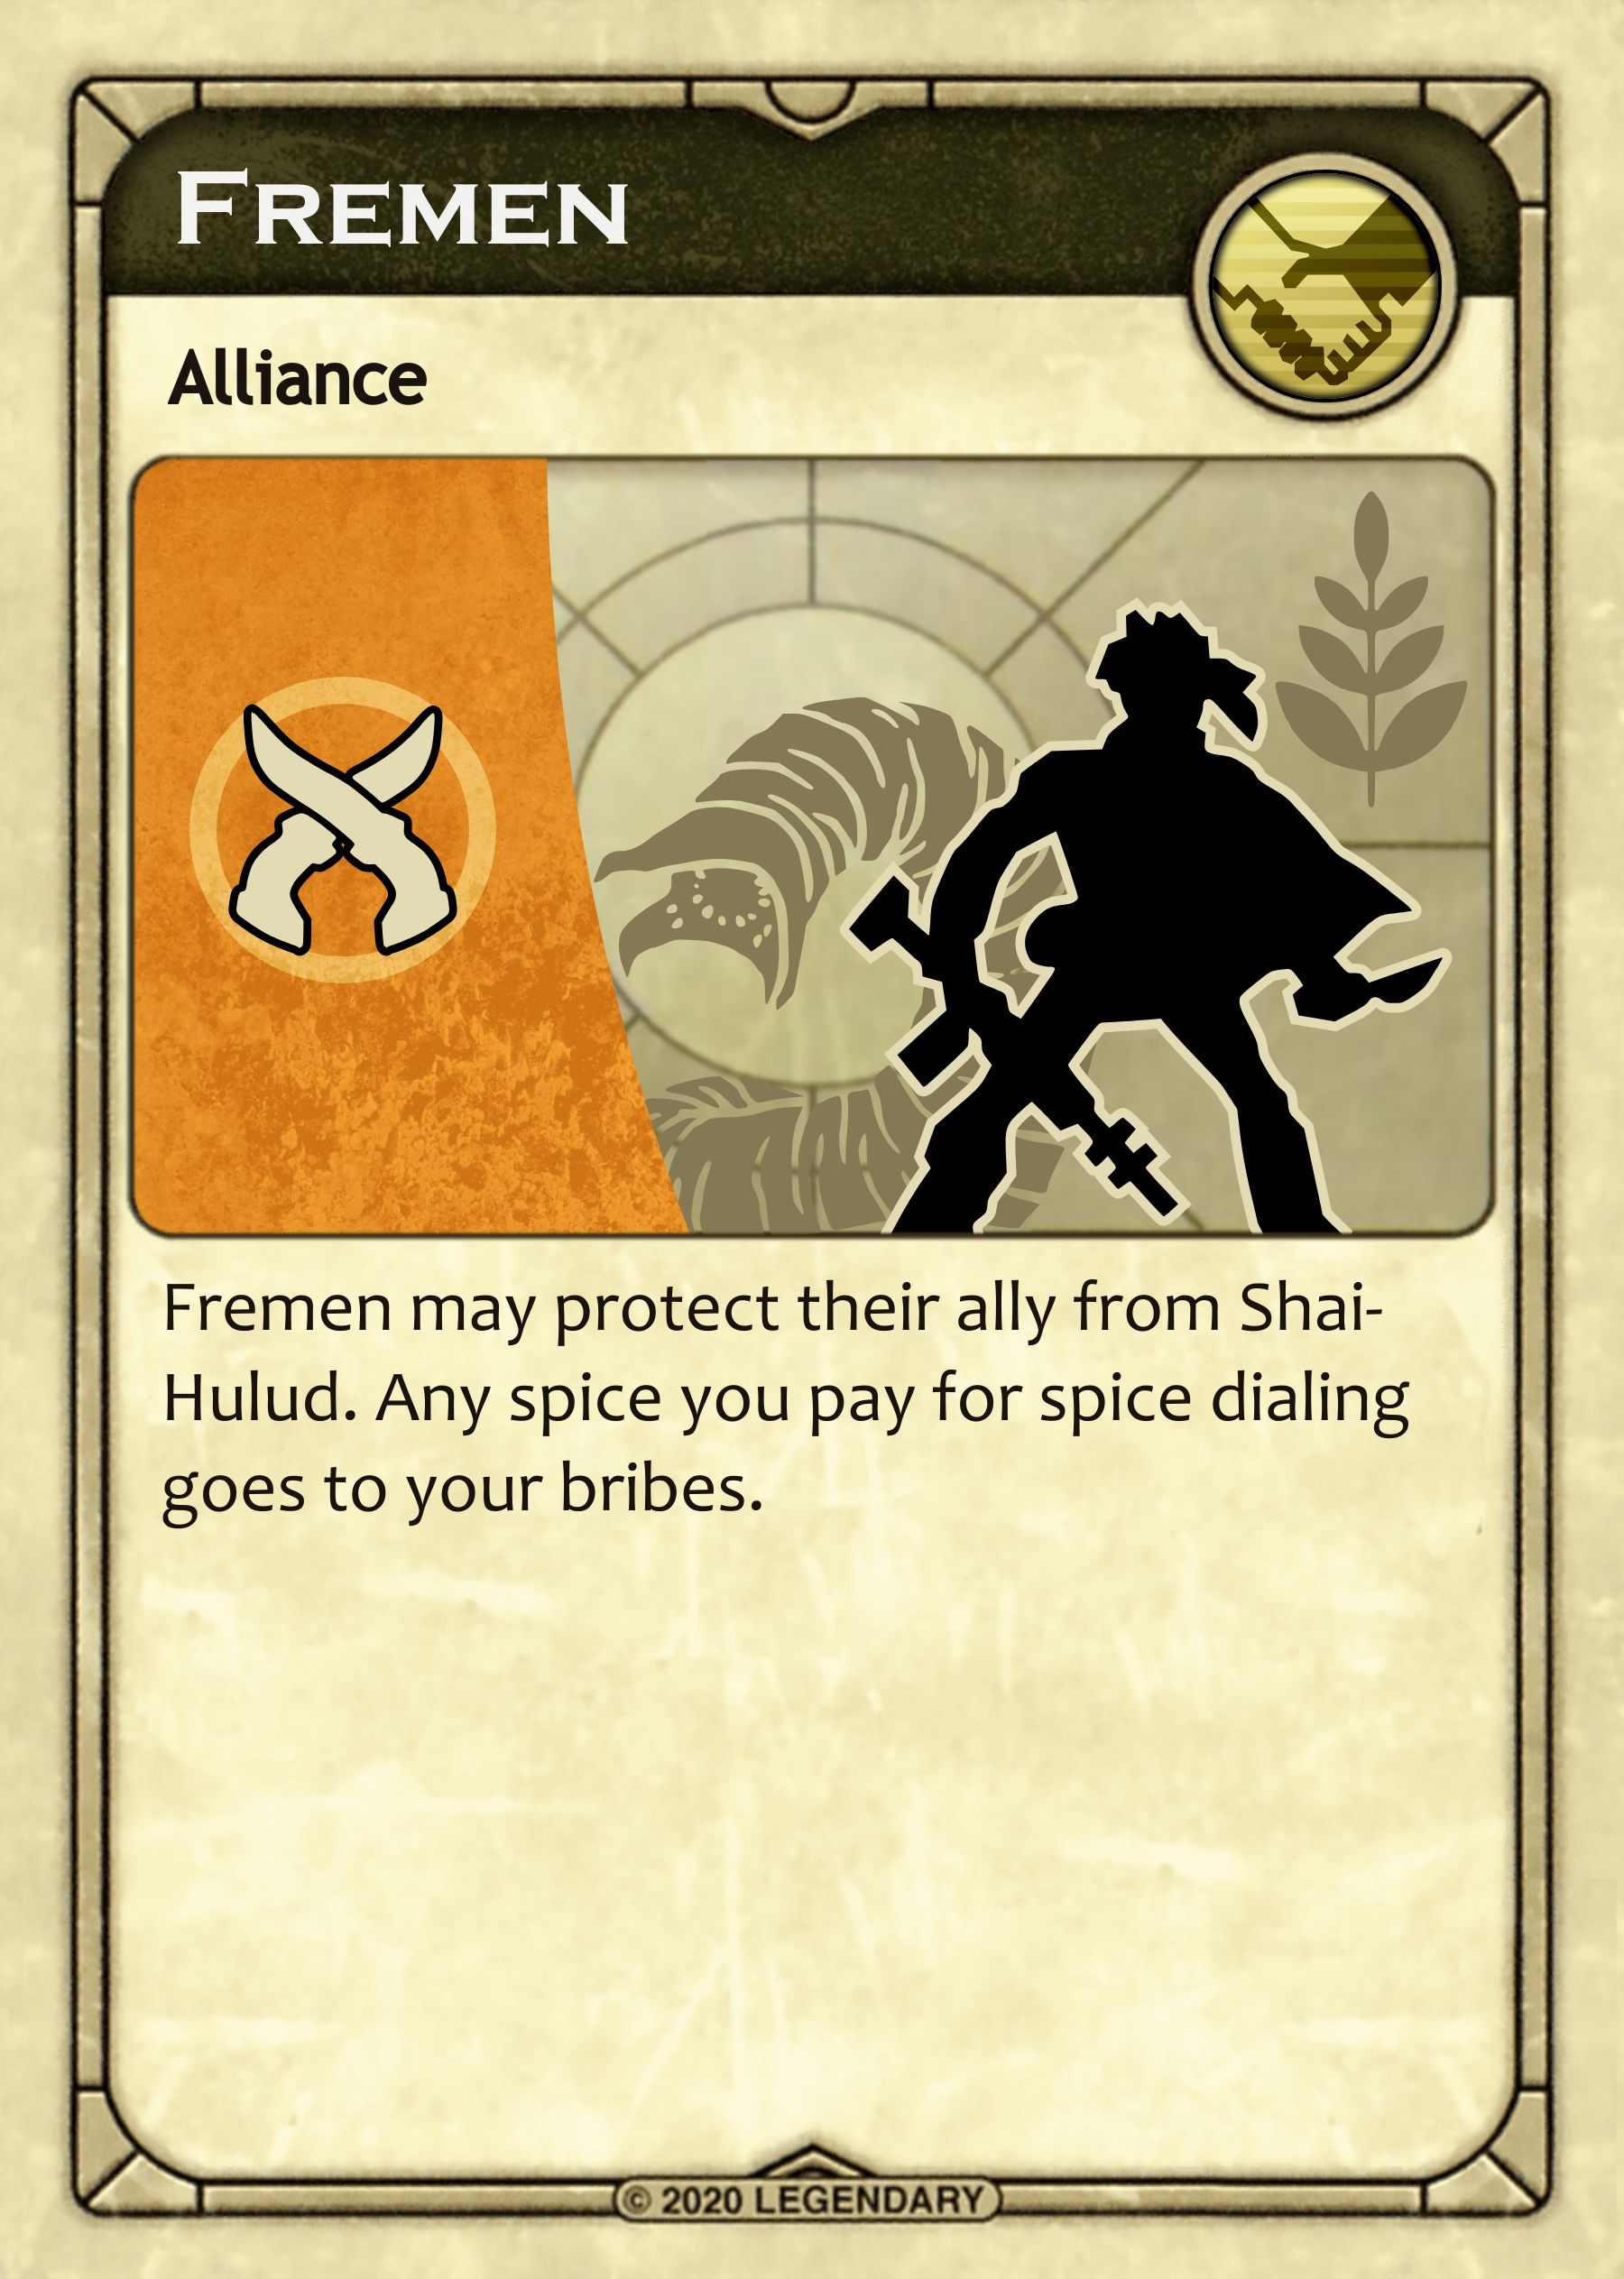 FREMEN
Alliance
Fremen may protect their ally from Shai-
Hulud. Any spice you pay for spice dialing
goes to your bribes.
© 2020 LEGENDARY